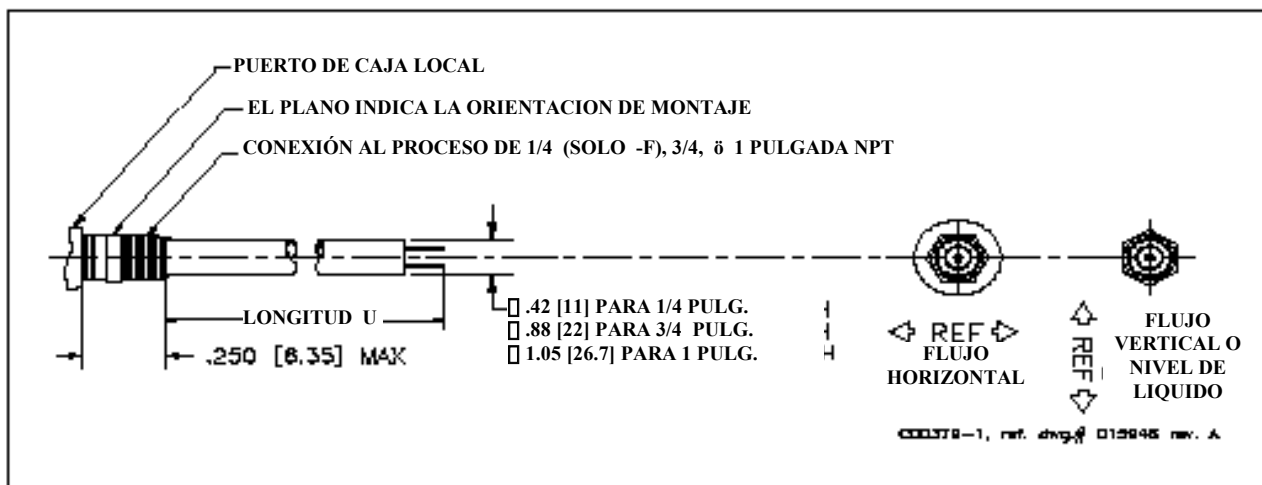 PUERTO DE CAJA LOCAL
EL PLANO INDICA LA ORIENTACION DE MONTAJE
CONEXIÓN AL PROCESO DE 1/4 (SOLO -F), 3/4, ö 1 PULGADA NPT
LONGITUD U
.250 [6.35] MAX
▯ .42 [11] PARA 1/4 PULG.
▯ .88 [22] PARA 3/4 PULG.
▯ 1.05 [26.7] PARA 1 PULG.
REF
FLUJO
HORIZONTAL
REF
FLUJO
VERTICAL O
NIVEL DE
LIQUIDO
ref. dwg.# rev. A